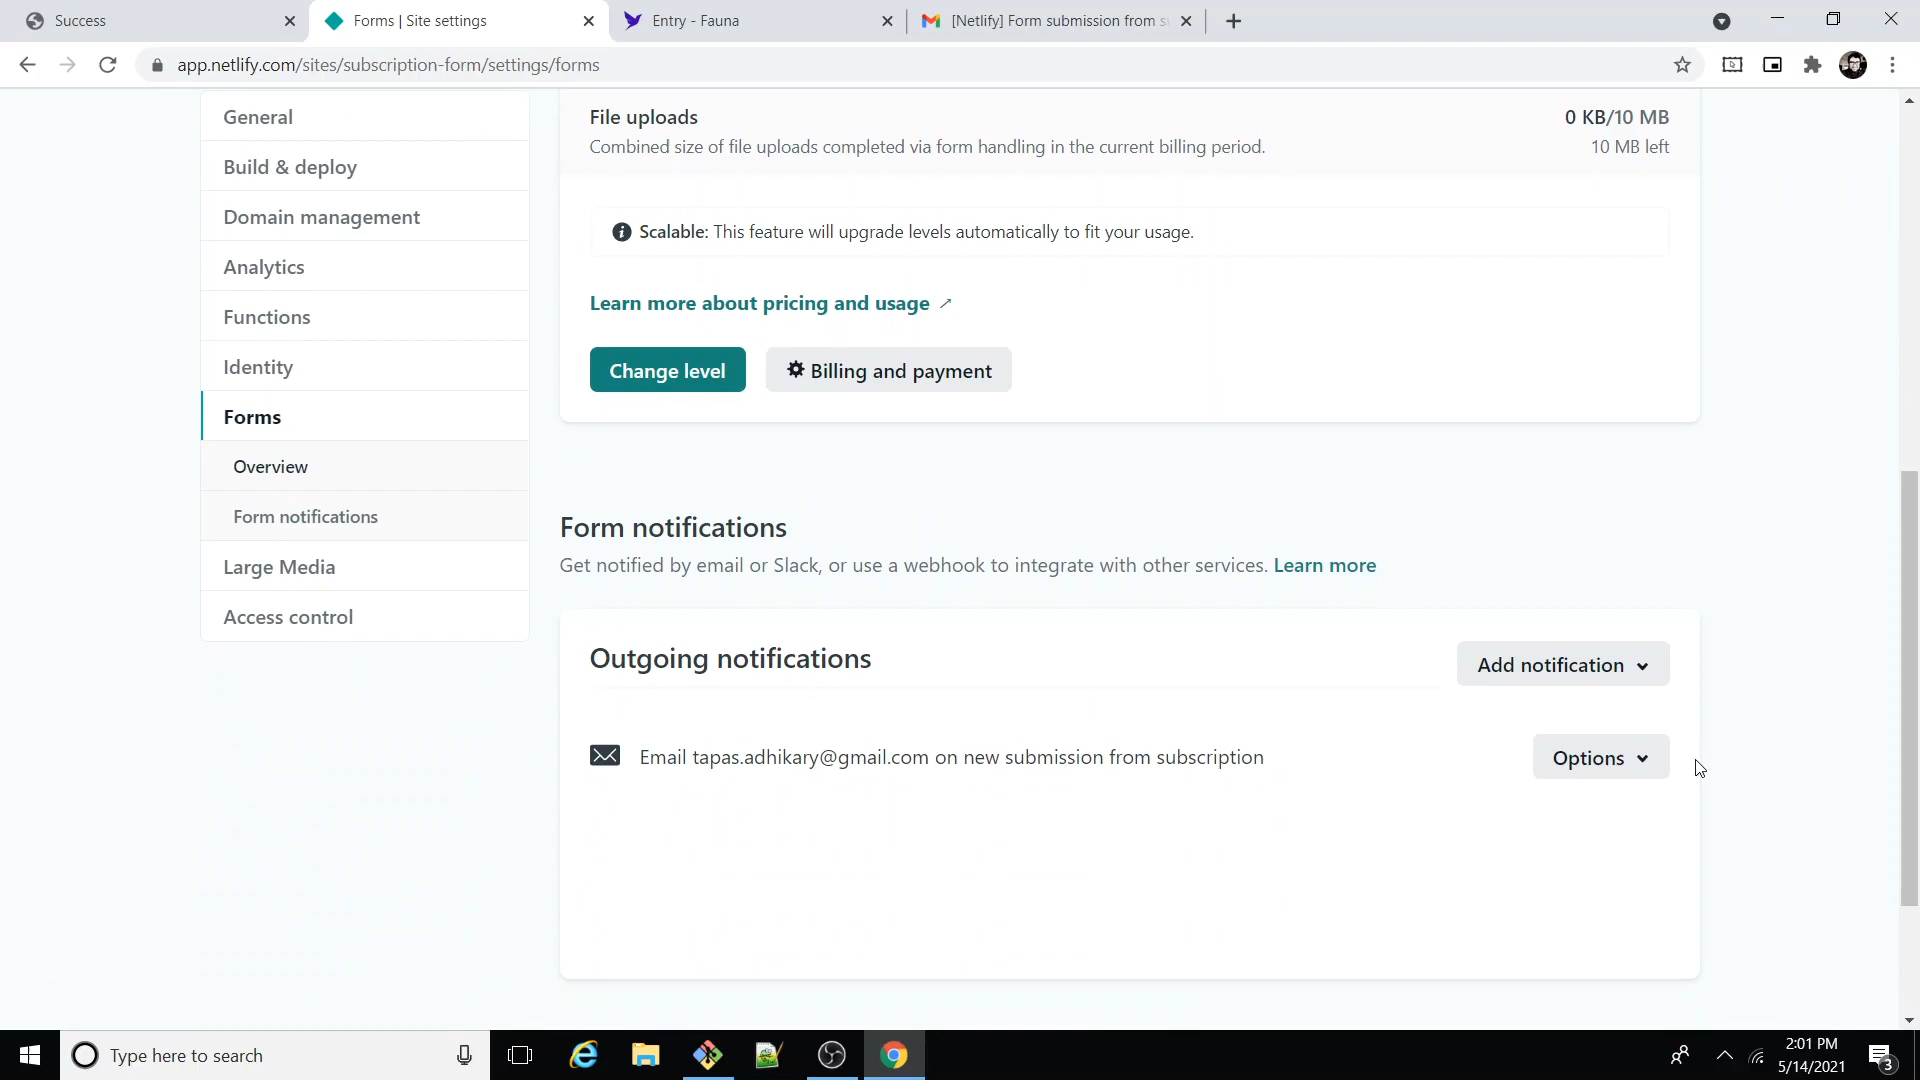 Success
Forms | Site settings
Entry - Fauna
[Netlify] Form submission from s
app.netlify.com/sites/subscription-form/settings/forms
General
Build & deploy
Domain management
Analytics
Functions
Identity
Forms
Overview
Form notifications
Large Media
Access control
File uploads
0 KB/10 MB
Combined size of file uploads completed via form handling in the current billing period.
10 MB left
Scalable: This feature will upgrade levels automatically to fit your usage.
Learn more about pricing and usage
Change level
Billing and payment
Form notifications
Get notified by email or Slack, or use a webhook to integrate with other services. Learn more
Outgoing notifications
Add notification
Email tapas.adhikary@gmail.com on new submission from subscription
Options
Type here to search
2:01 PM
5/14/2021
3